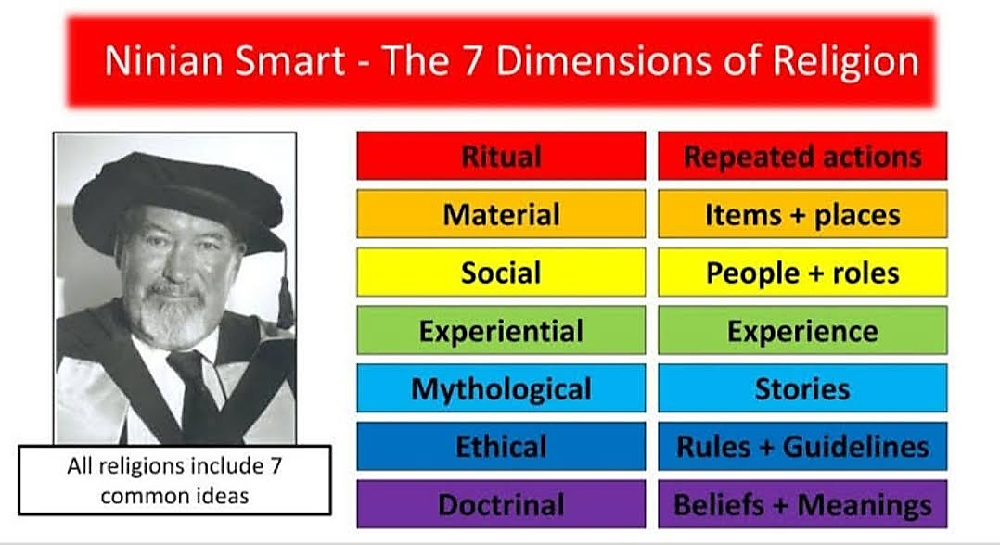 Ninian Smart - The 7 Dimensions of Religion
Ritual Repeated actions
Material Items + places
Social People + roles
Experiential Experience
Mythological Stories
Ethical Rules + Guidelines
Doctrinal Beliefs + Meanings
All religions include 7
common ideas